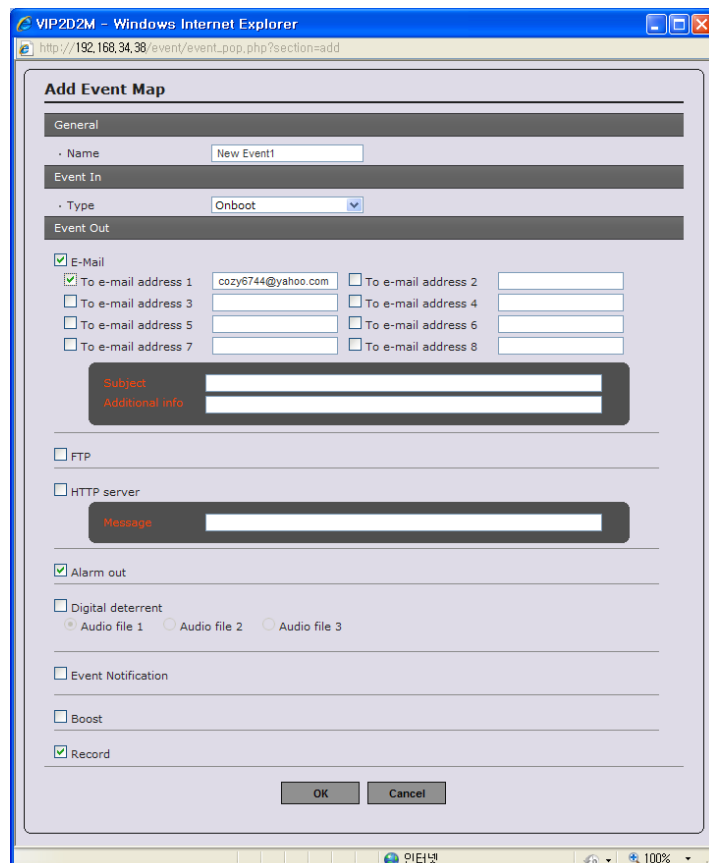 VIP2D2M - Windows Internet Explorer
http://192,168,34,38/event/event_pop,php?section=add
Add Event Map
General
· Name New Event1
Event In
· Type Onboot
Event Out
E-Mail
To e-mail address 1 cozy6744@yahoo.com To e-mail address 2
To e-mail address 3 To e-mail address 4
To e-mail address 5 To e-mail address 6
To e-mail address 7 To e-mail address 8
Subject
Additional info
FTP
HTTP server
Message
Alarm out
Digital deterrent
Audio file 1 Audio file 2 Audio file 3
Event Notification
Boost
Record
OK Cancel
인터넷 100%